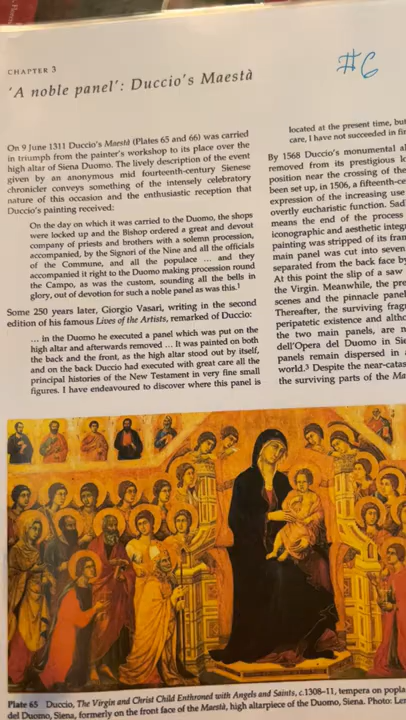 CHAPTER 3
#6
'A noble panel': Duccio's Maestà
On 9 June 1311 Duccio's Maestà (Plates 65 and 66) was carried
in triumph from the painter's workshop to its place over the
high altar of Siena Duomo. The lively description of the event
given by an anonymous mid fourteenth-century Sienese
chronicler conveys something of the intensely celebratory
nature of this occasion and the enthusiastic reception that
Duccio's painting received:
On the day on which it was carried to the Duomo, the shops
were locked up and the Bishop ordered a great and devout
company of priests and brothers with a solemn procession,
accompanied, by the Signori of the Nine and all the officials
of the Commune, and all the populace ... and they
accompanied it right to the Duomo making procession round
the Campo, as was the custom, sounding all the bells in
glory, out of devotion for such a noble panel as was this.¹
Some 250 years later, Giorgio Vasari, writing in the second
edition of his famous Lives of the Artists, remarked of Duccio:
... in the Duomo he executed a panel which was put on the
high altar and afterwards removed ... It was painted on both
the back and the front, as the high altar stood out by itself,
and on the back Duccio had executed with great care all the
principal histories of the New Testament in very fine small
figures. I have endeavoured to discover where this panel is
located at the present time, but
care, I have not succeeded in fin
By 1568 Duccio's monumental al
removed from its prestigious lo
position near the crossing of the
been set up, in 1506, a fifteenth-ce
expression of the increasing use
overtly eucharistic function. Sad
means the end of the process
iconographic and aesthetic integr
painting was stripped of its fram
main panel was cut into seven
separated from the back face by
At this point the slip of a saw
the Virgin. Meanwhile, the pre
scenes and the pinnacle panel
Thereafter, the surviving frag
peripatetic existence and altho
the two main panels, are n
dell'Opera del Duomo in Sie
panels remain dispersed in
world.³ Despite the near-catas
the surviving parts of the Ma
Plate 65 Duccio, The Virgin and Christ Child Enthroned with Angels and Saints, c.1308–11, tempera on popla
del Duomo, Siena, formerly on the front face of the Maestà, high altarpiece of the Duomo, Siena. Photo: Ler